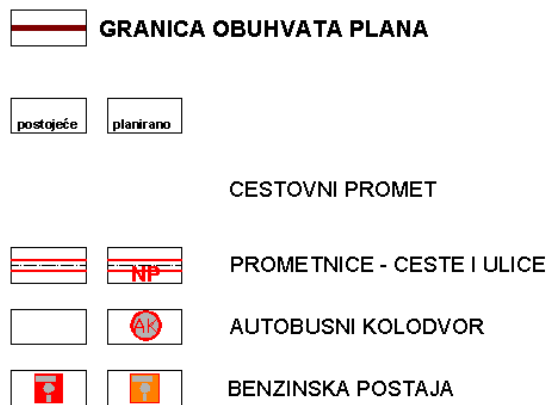 GRANICA OBUHVATA PLANA
postojeće planirano
CESTOVNI PROMET
NP PROMETNICE - CESTE I ULICE
AK AUTOBUSNI KOLODVOR
BENZINSKA POSTAJA